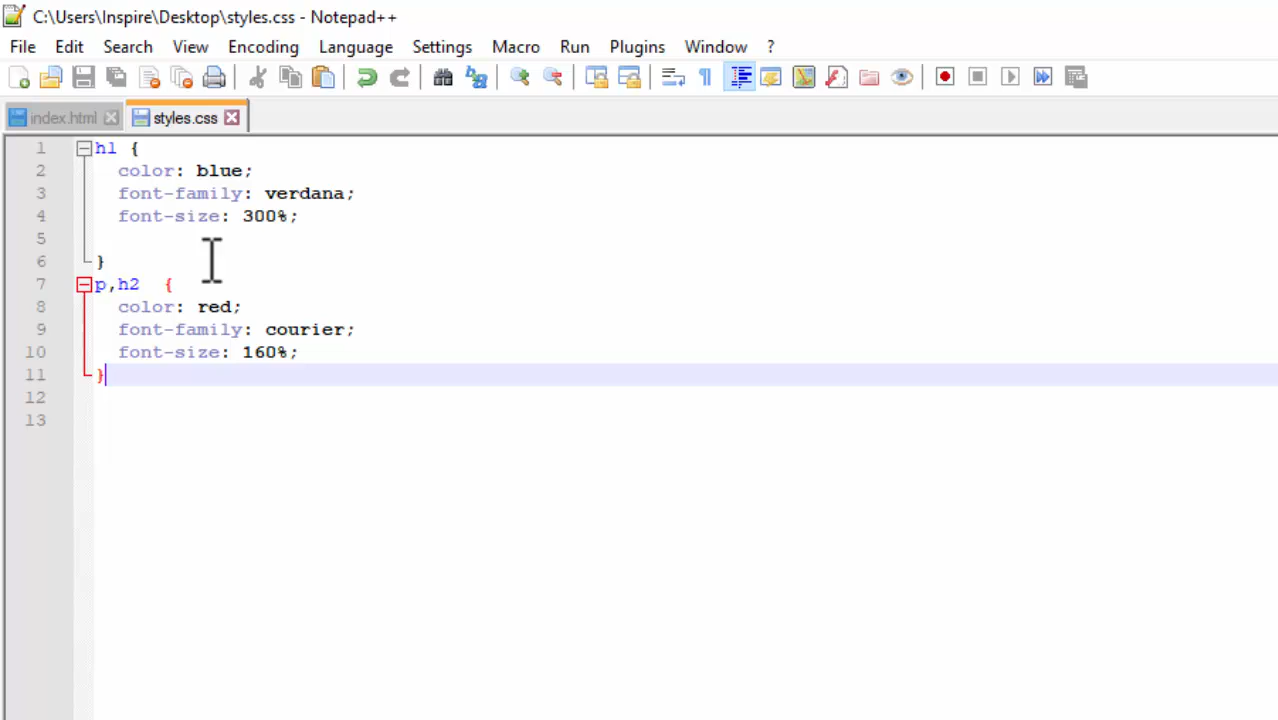 C:\Users\Inspire\Desktop\styles.css - Notepad++
File Edit Search View Encoding Language Settings Macro Run Plugins Window ?
index.html styles.css
1 h1 {
2 color: blue;
3 font-family: verdana;
4 font-size: 300%;
5
6 }
7 p,h2  {
8 color: red;
9 font-family: courier;
10 font-size: 160%;
11 }
12
13